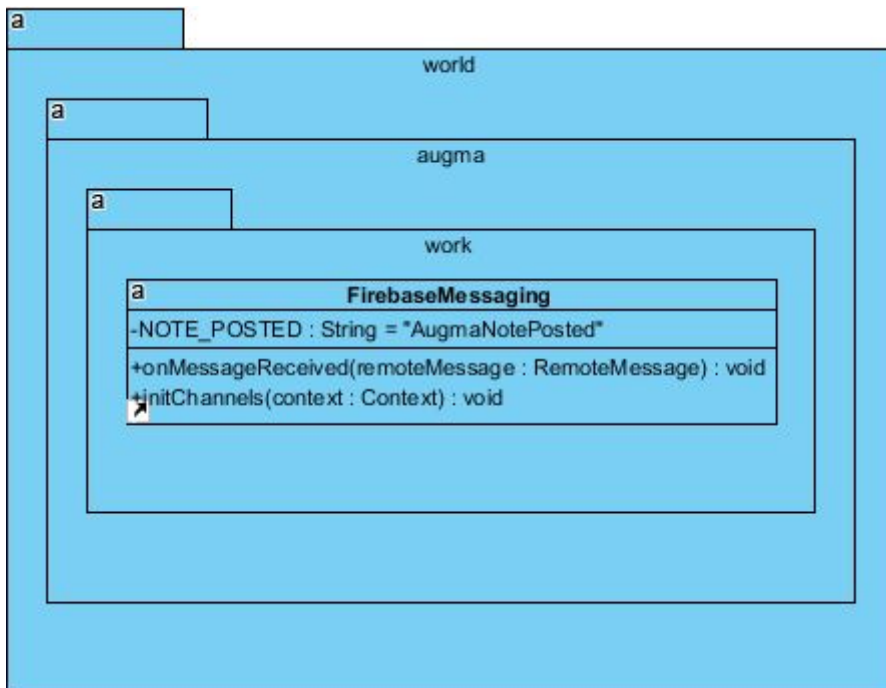 a
world
a
augma
a
work
a
FirebaseMessaging
-NOTE_POSTED : String = "AugmaNotePosted"
+onMessageReceived(remoteMessage : RemoteMessage) : void
+initChannels(context : Context) : void